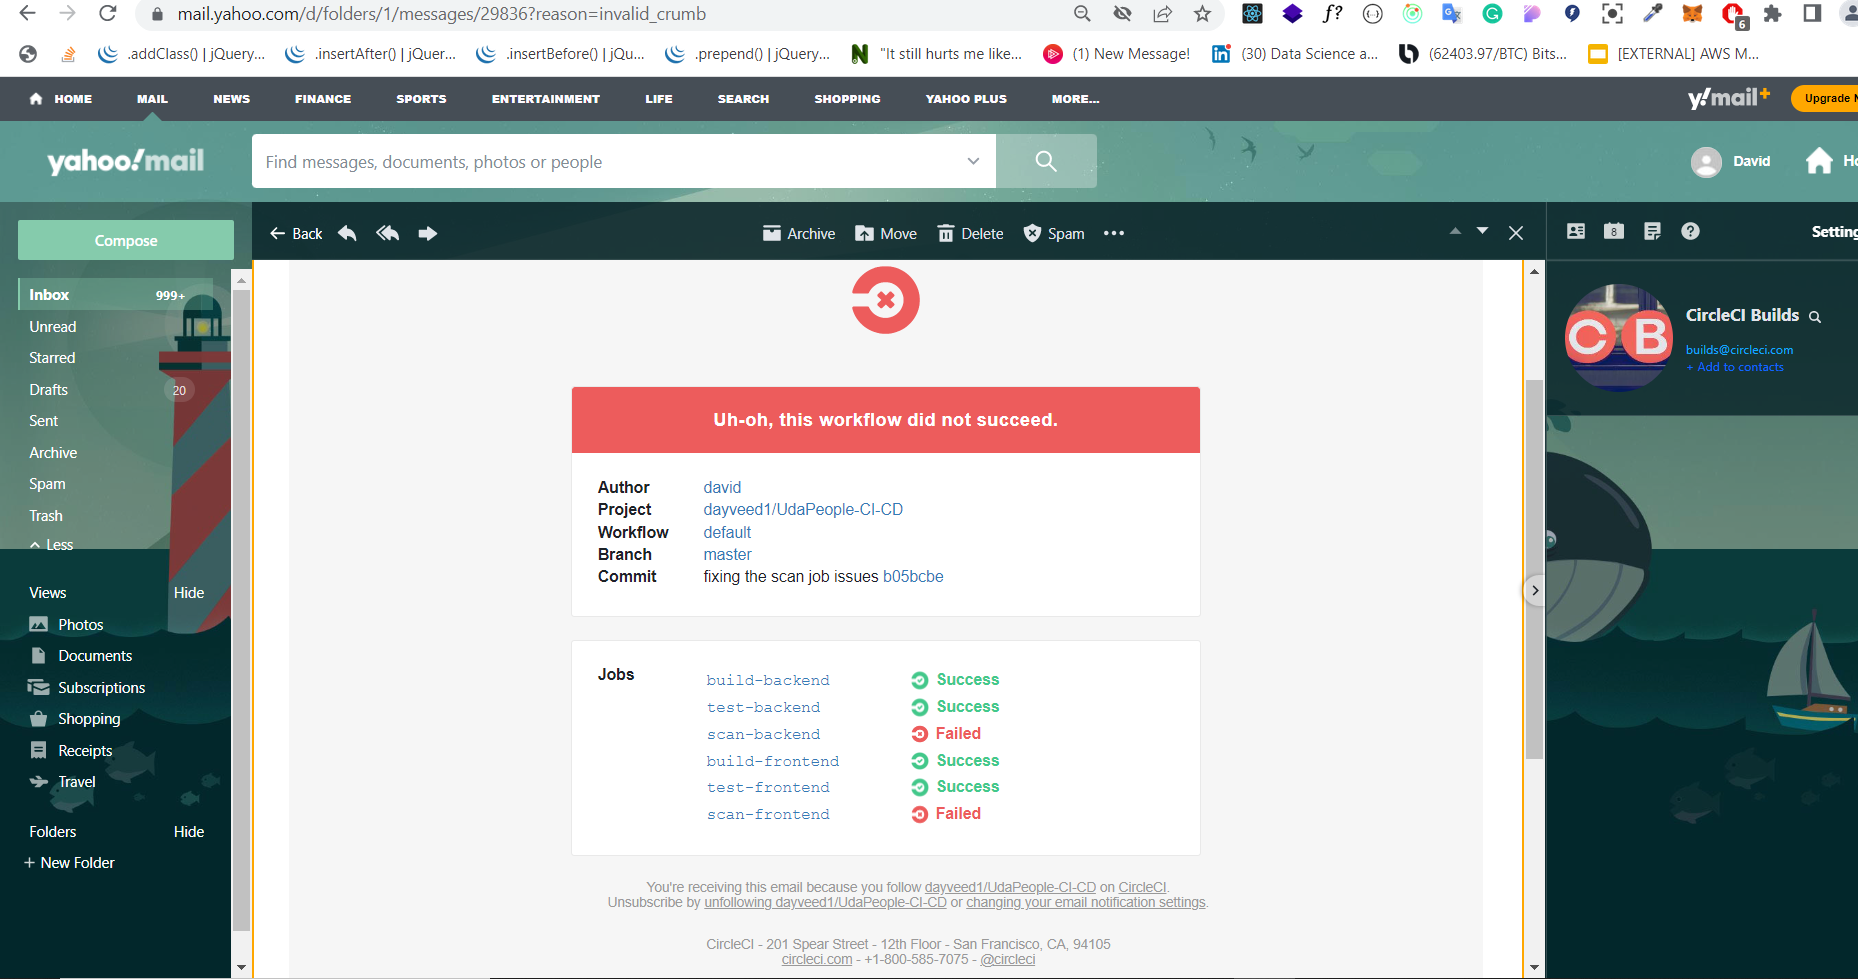 mail.yahoo.com/d/folders/1/messages/29836?reason=invalid_crumb
f?
6
.addClass() | jQuery...
.insertAfter() | jQuer...
.insertBefore() | jQu...
.prepend() | jQuery...
"It still hurts me like...
(1) New Message!
(30) Data Science a...
(62403.97/BTC) Bits...
[EXTERNAL] AWS M...
HOME
MAIL
NEWS
FINANCE
SPORTS
ENTERTAINMENT
LIFE
SEARCH
SHOPPING
YAHOO PLUS
MORE...
y!mail+
Upgrade N
yahoo!mail
Find messages, documents, photos or people
David
Ho
Compose
Back
Archive
Move
Delete
Spam
8
Setting
Inbox 999+
Unread
Starred
Drafts 20
Sent
Archive
Spam
Trash
Less
Views Hide
Photos
Documents
Subscriptions
Shopping
Receipts
Travel
Folders Hide
+ New Folder
Uh-oh, this workflow did not succeed.
Author david
Project dayveed1/UdaPeople-CI-CD
Workflow default
Branch master
Commit fixing the scan job issues b05bcbe
Jobs
build-backend Success
test-backend Success
scan-backend Failed
build-frontend Success
test-frontend Success
scan-frontend Failed
You're receiving this email because you follow dayveed1/UdaPeople-CI-CD on CircleCI.
Unsubscribe by unfollowing dayveed1/UdaPeople-CI-CD or changing your email notification settings.
CircleCI - 201 Spear Street - 12th Floor - San Francisco, CA, 94105
circleci.com - +1-800-585-7075 - @circleci
C B
CircleCI Builds
builds@circleci.com
+ Add to contacts